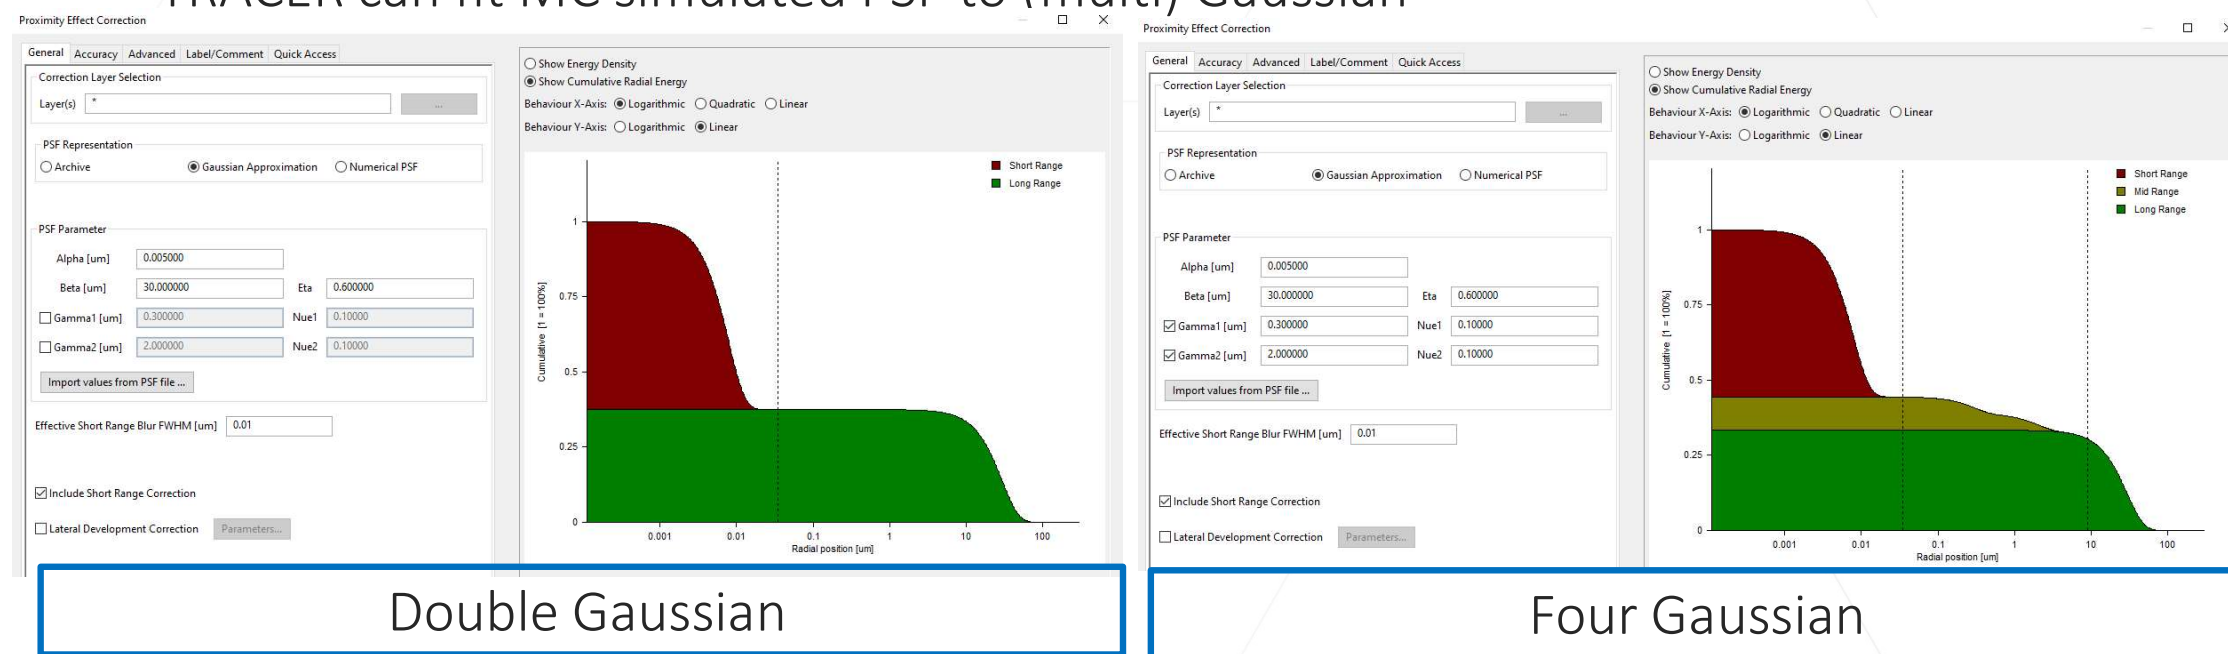 TRACER can fit MC simulated PSF to (multi) Gaussian
Proximity Effect Correction
General Accuracy Advanced Label/Comment Quick Access
Correction Layer Selection
Layer(s) * ...
PSF Representation
Archive Gaussian Approximation Numerical PSF
PSF Parameter
Alpha [um] 0.005000
Beta [um] 30.000000 Eta 0.600000
Gamma1 [um] 0.300000 Nue1 0.10000
Gamma2 [um] 2.000000 Nue2 0.10000
Import values from PSF file ...
Effective Short Range Blur FWHM [um] 0.01
Include Short Range Correction
Lateral Development Correction Parameters...
Show Energy Density
Show Cumulative Radial Energy
Behaviour X-Axis: Logarithmic Quadratic Linear
Behaviour Y-Axis: Logarithmic Linear
Short Range
Long Range
Cumulative [1 = 100%]
1
0.75
0.5
0.25
0
0.001 0.01 0.1 1 10 100
Radial position [um]
Double Gaussian
Proximity Effect Correction
General Accuracy Advanced Label/Comment Quick Access
Correction Layer Selection
Layer(s) * ...
PSF Representation
Archive Gaussian Approximation Numerical PSF
PSF Parameter
Alpha [um] 0.005000
Beta [um] 30.000000 Eta 0.600000
Gamma1 [um] 0.300000 Nue1 0.10000
Gamma2 [um] 2.000000 Nue2 0.10000
Import values from PSF file ...
Effective Short Range Blur FWHM [um] 0.01
Include Short Range Correction
Lateral Development Correction Parameters...
Show Energy Density
Show Cumulative Radial Energy
Behaviour X-Axis: Logarithmic Quadratic Linear
Behaviour Y-Axis: Logarithmic Linear
Short Range
Mid Range
Long Range
Cumulative [1 = 100%]
1
0.75
0.5
0.25
0
0.001 0.01 0.1 1 10 100
Radial position [um]
Four Gaussian